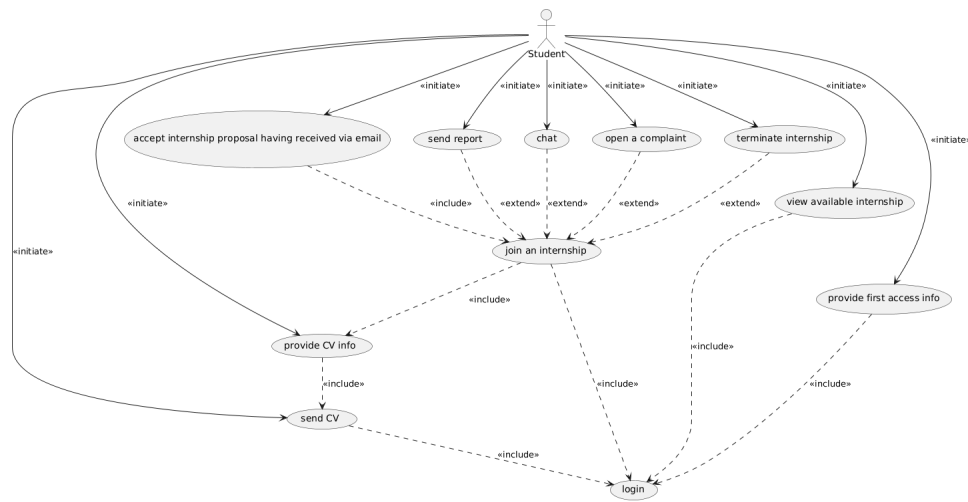 Student
«initiate»
«initiate»
«initiate»
«initiate»
«initiate»
«initiate»
accept internship proposal having received via email
send report
chat
open a complaint
terminate internship
«initiate»
view available internship
«initiate»
«include»
«extend»
«extend»
«extend»
«extend»
«initiate»
join an internship
provide first access info
«include»
provide CV info
«include»
«include»
«include»
«include»
send CV
«include»
login